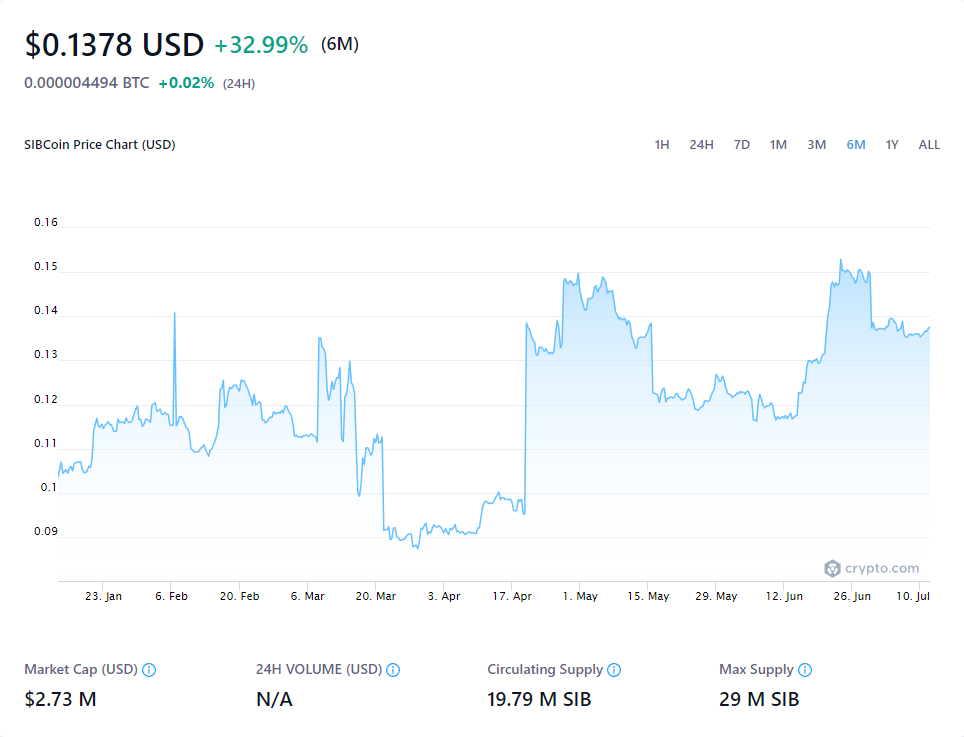 $0.1378 USD +32.99% (6M)
0.000004494 BTC +0.02% (24H)
SIBCoin Price Chart (USD) 1H 24H 7D 1M 3M 6M 1Y ALL
0.16
0.15
0.14
0.13
0.12
0.11
0.1
0.09
crypto.com
23. Jan 6. Feb 20. Feb 6. Mar 20. Mar 3. Apr 17. Apr 1. May 15. May 29. May 12. Jun 26. Jun 10. Jul
Market Cap (USD) 24H VOLUME (USD) Circulating Supply Max Supply
$2.73 M N/A 19.79 M SIB 29 M SIB